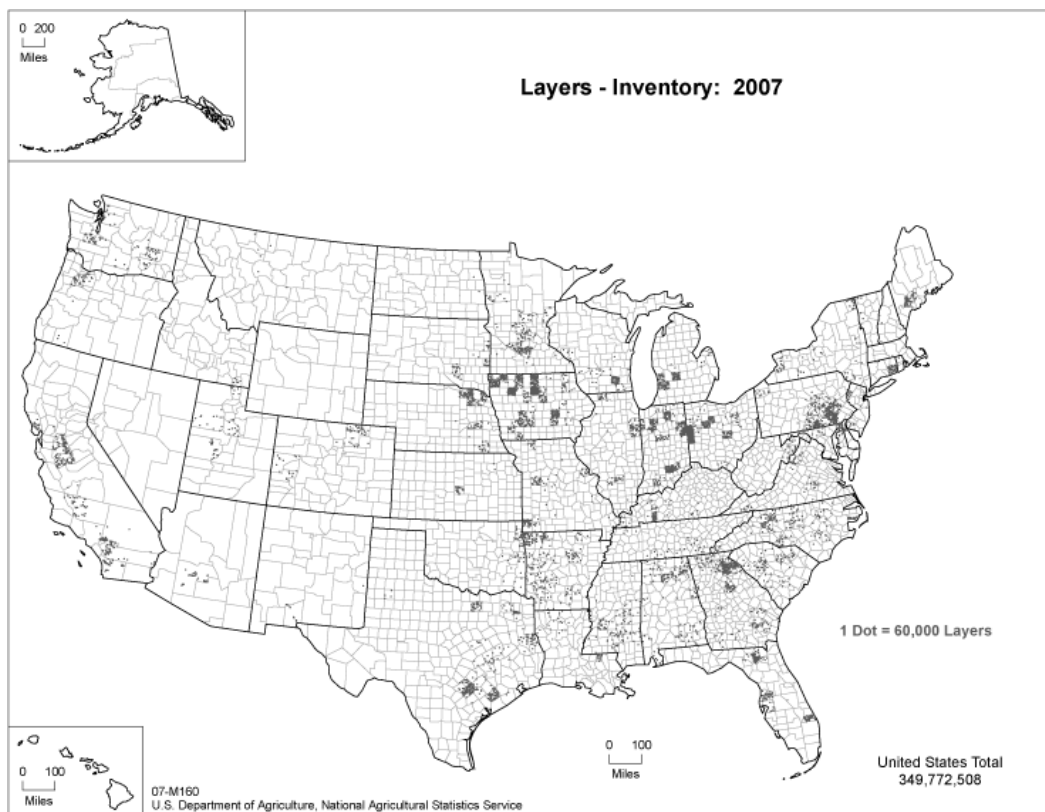 0 200
Miles
Layers - Inventory: 2007
1 Dot = 60,000 Layers
0 100
Miles
0 100
Miles
United States Total
349,772,508
07-M160
U.S. Department of Agriculture, National Agricultural Statistics Service